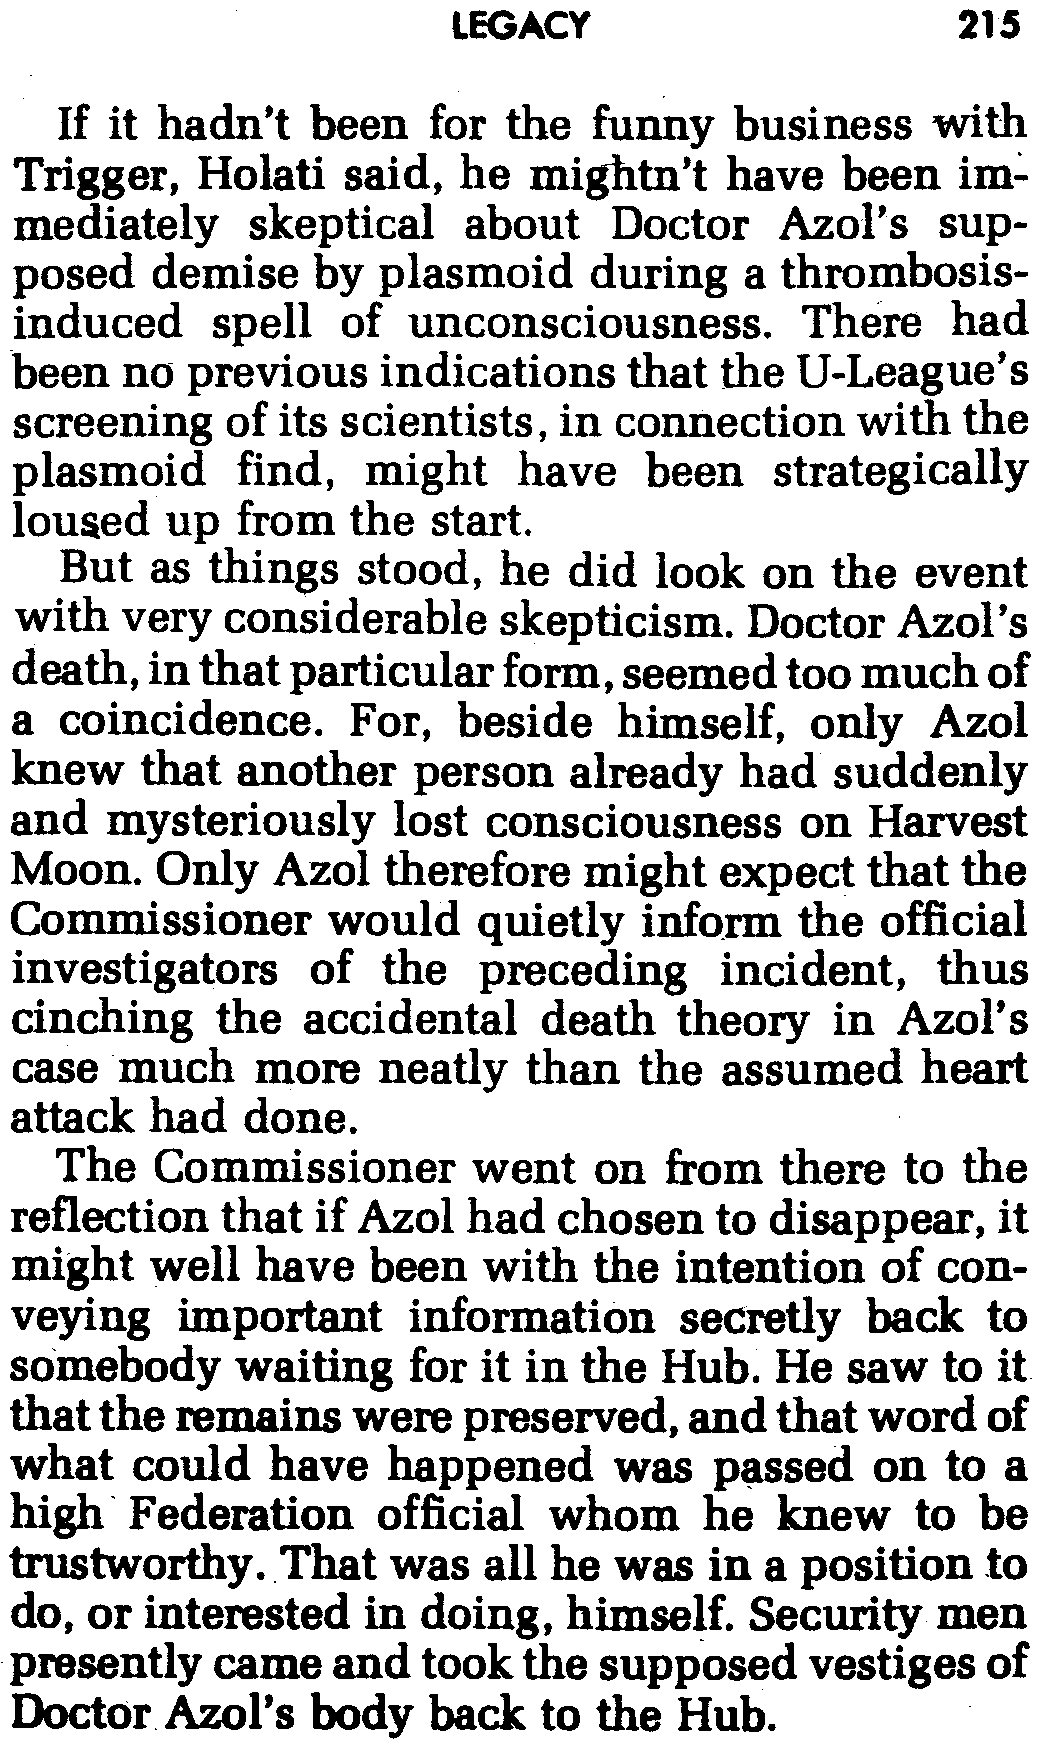 LEGACY 215
If it hadn't been for the funny business with
Trigger, Holati said, he mightn't have been im-
mediately skeptical about Doctor Azol's sup-
posed demise by plasmoid during a thrombosis-
induced spell of unconsciousness. There had
been no previous indications that the U-League's
screening of its scientists, in connection with the
plasmoid find, might have been strategically
loused up from the start.
But as things stood, he did look on the event
with very considerable skepticism. Doctor Azol's
death, in that particular form, seemed too much of
a coincidence. For, beside himself, only Azol
knew that another person already had suddenly
and mysteriously lost consciousness on Harvest
Moon. Only Azol therefore might expect that the
Commissioner would quietly inform the official
investigators of the preceding incident, thus
cinching the accidental death theory in Azol's
case much more neatly than the assumed heart
attack had done.
The Commissioner went on from there to the
reflection that if Azol had chosen to disappear, it
might well have been with the intention of con-
veying important information secretly back to
somebody waiting for it in the Hub. He saw to it
that the remains were preserved, and that word of
what could have happened was passed on to a
high Federation official whom he knew to be
trustworthy. That was all he was in a position to
do, or interested in doing, himself. Security men
presently came and took the supposed vestiges of
Doctor Azol's body back to the Hub.